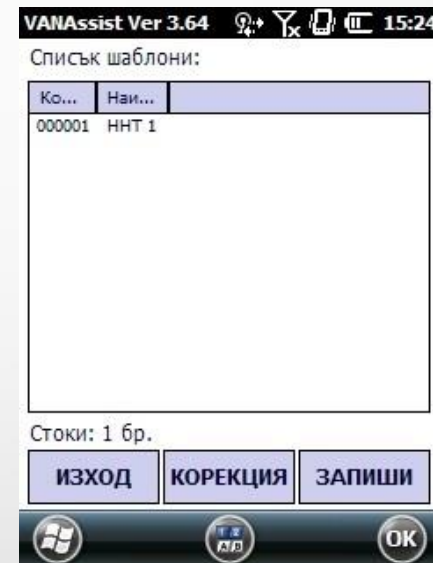 VANAssist Ver 3.64 15:24
Списък шаблони:
Ко... Наи...
000001 ННТ 1
Стоки: 1 бр.
ИЗХОД КОРЕКЦИЯ ЗАПИШИ
OK